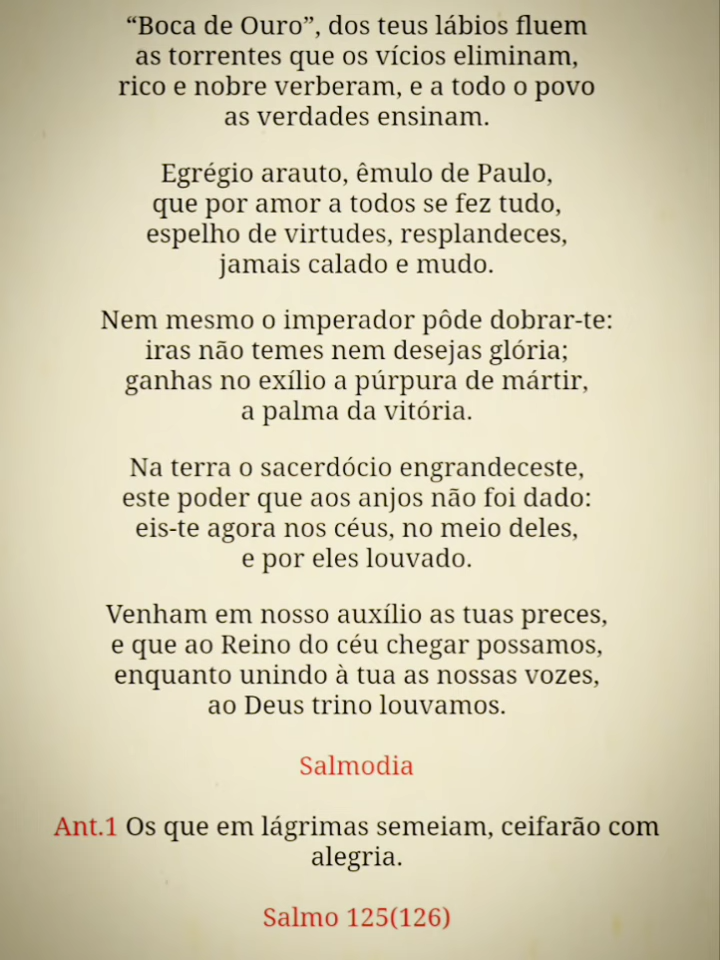 “Boca de Ouro”, dos teus lábios fluem
as torrentes que os vícios eliminam,
rico e nobre verberam, e a todo o povo
as verdades ensinam.
Egrégio arauto, êmulo de Paulo,
que por amor a todos se fez tudo,
espelho de virtudes, resplandeces,
jamais calado e mudo.
Nem mesmo o imperador pôde dobrar-te:
iras não temes nem desejas glória;
ganhas no exílio a púrpura de mártir,
a palma da vitória.
Na terra o sacerdócio engrandeceste,
este poder que aos anjos não foi dado:
eis-te agora nos céus, no meio deles,
e por eles louvado.
Venham em nosso auxílio as tuas preces,
e que ao Reino do céu chegar possamos,
enquanto unindo à tua as nossas vozes,
ao Deus trino louvamos.
Salmodia
Ant.1 Os que em lágrimas semeiam, ceifarão com
alegria.
Salmo 125(126)